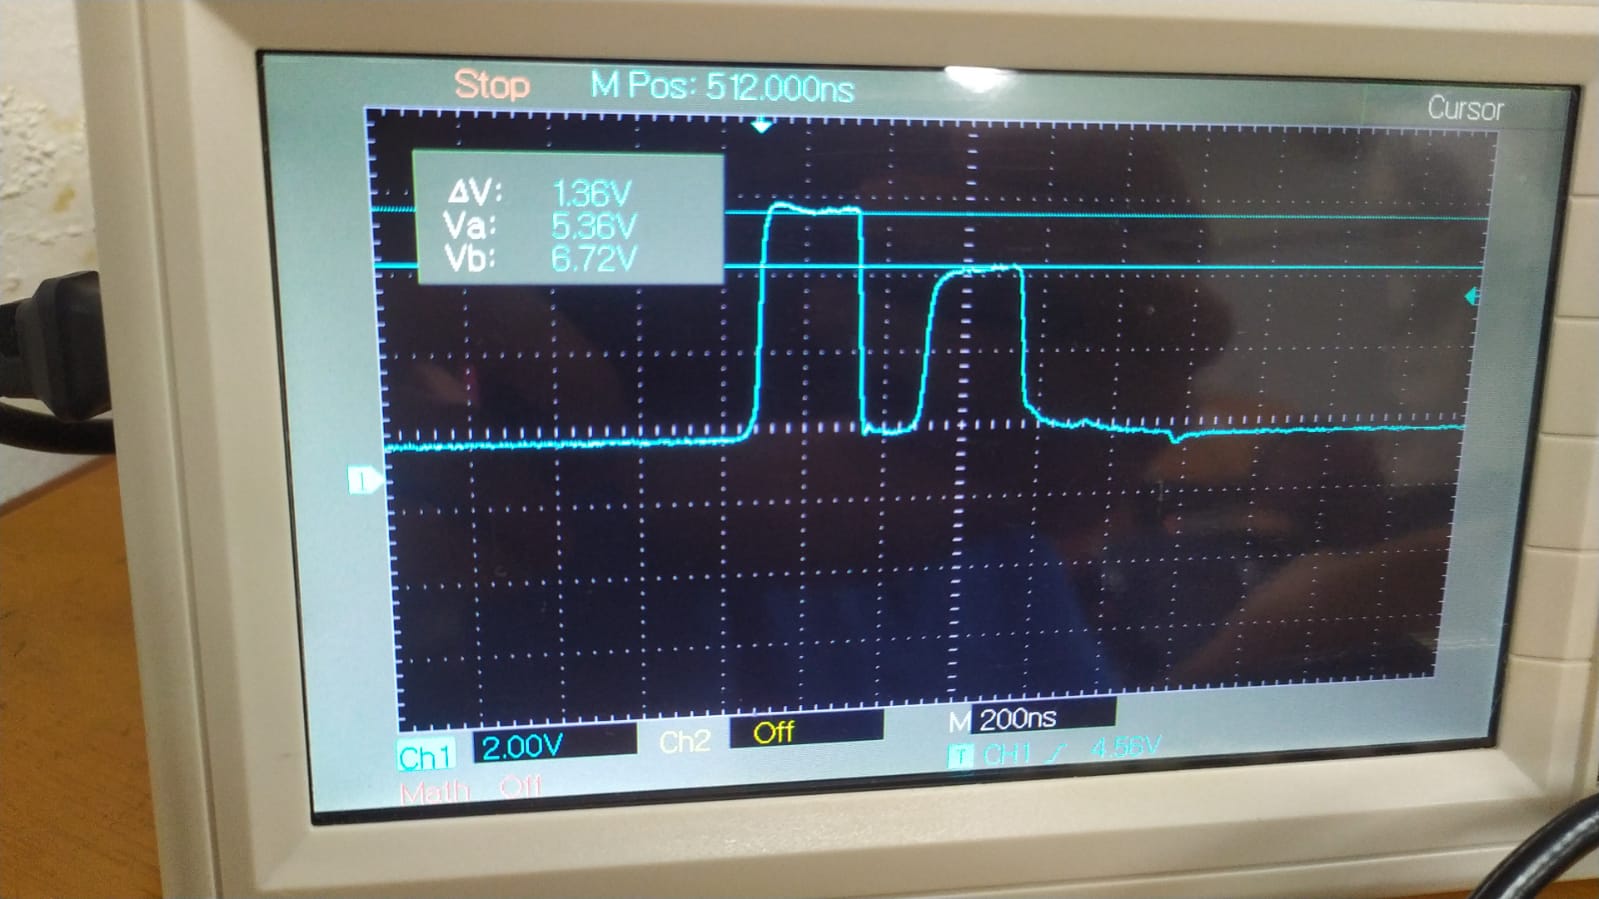 Stop M Pos: 512.000ns
Cursor
ΔV: 1.36V
Va: 5.36V
Vb: 6.72V
1
Ch1 2.00V Ch2 Off M 200ns
T CH1 4.56V
Math Off